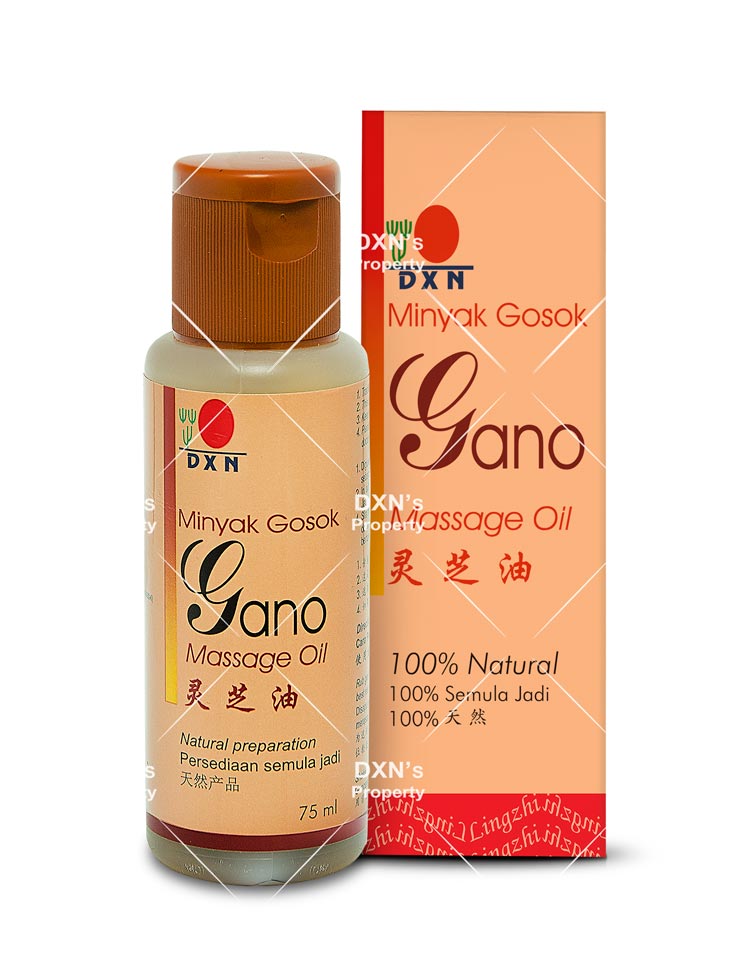 DXN
Minyak Gosok
Gano
Massage Oil
灵芝油
Natural preparation
Persediaan semula jadi
天然产品
75 ml
DXN
Minyak Gosok
Gano
Massage Oil
灵芝油
100% Natural
100% Semula Jadi
100% 天然
Lingzhi
DXN's
Property
DXN's
Property
DXN's
Property